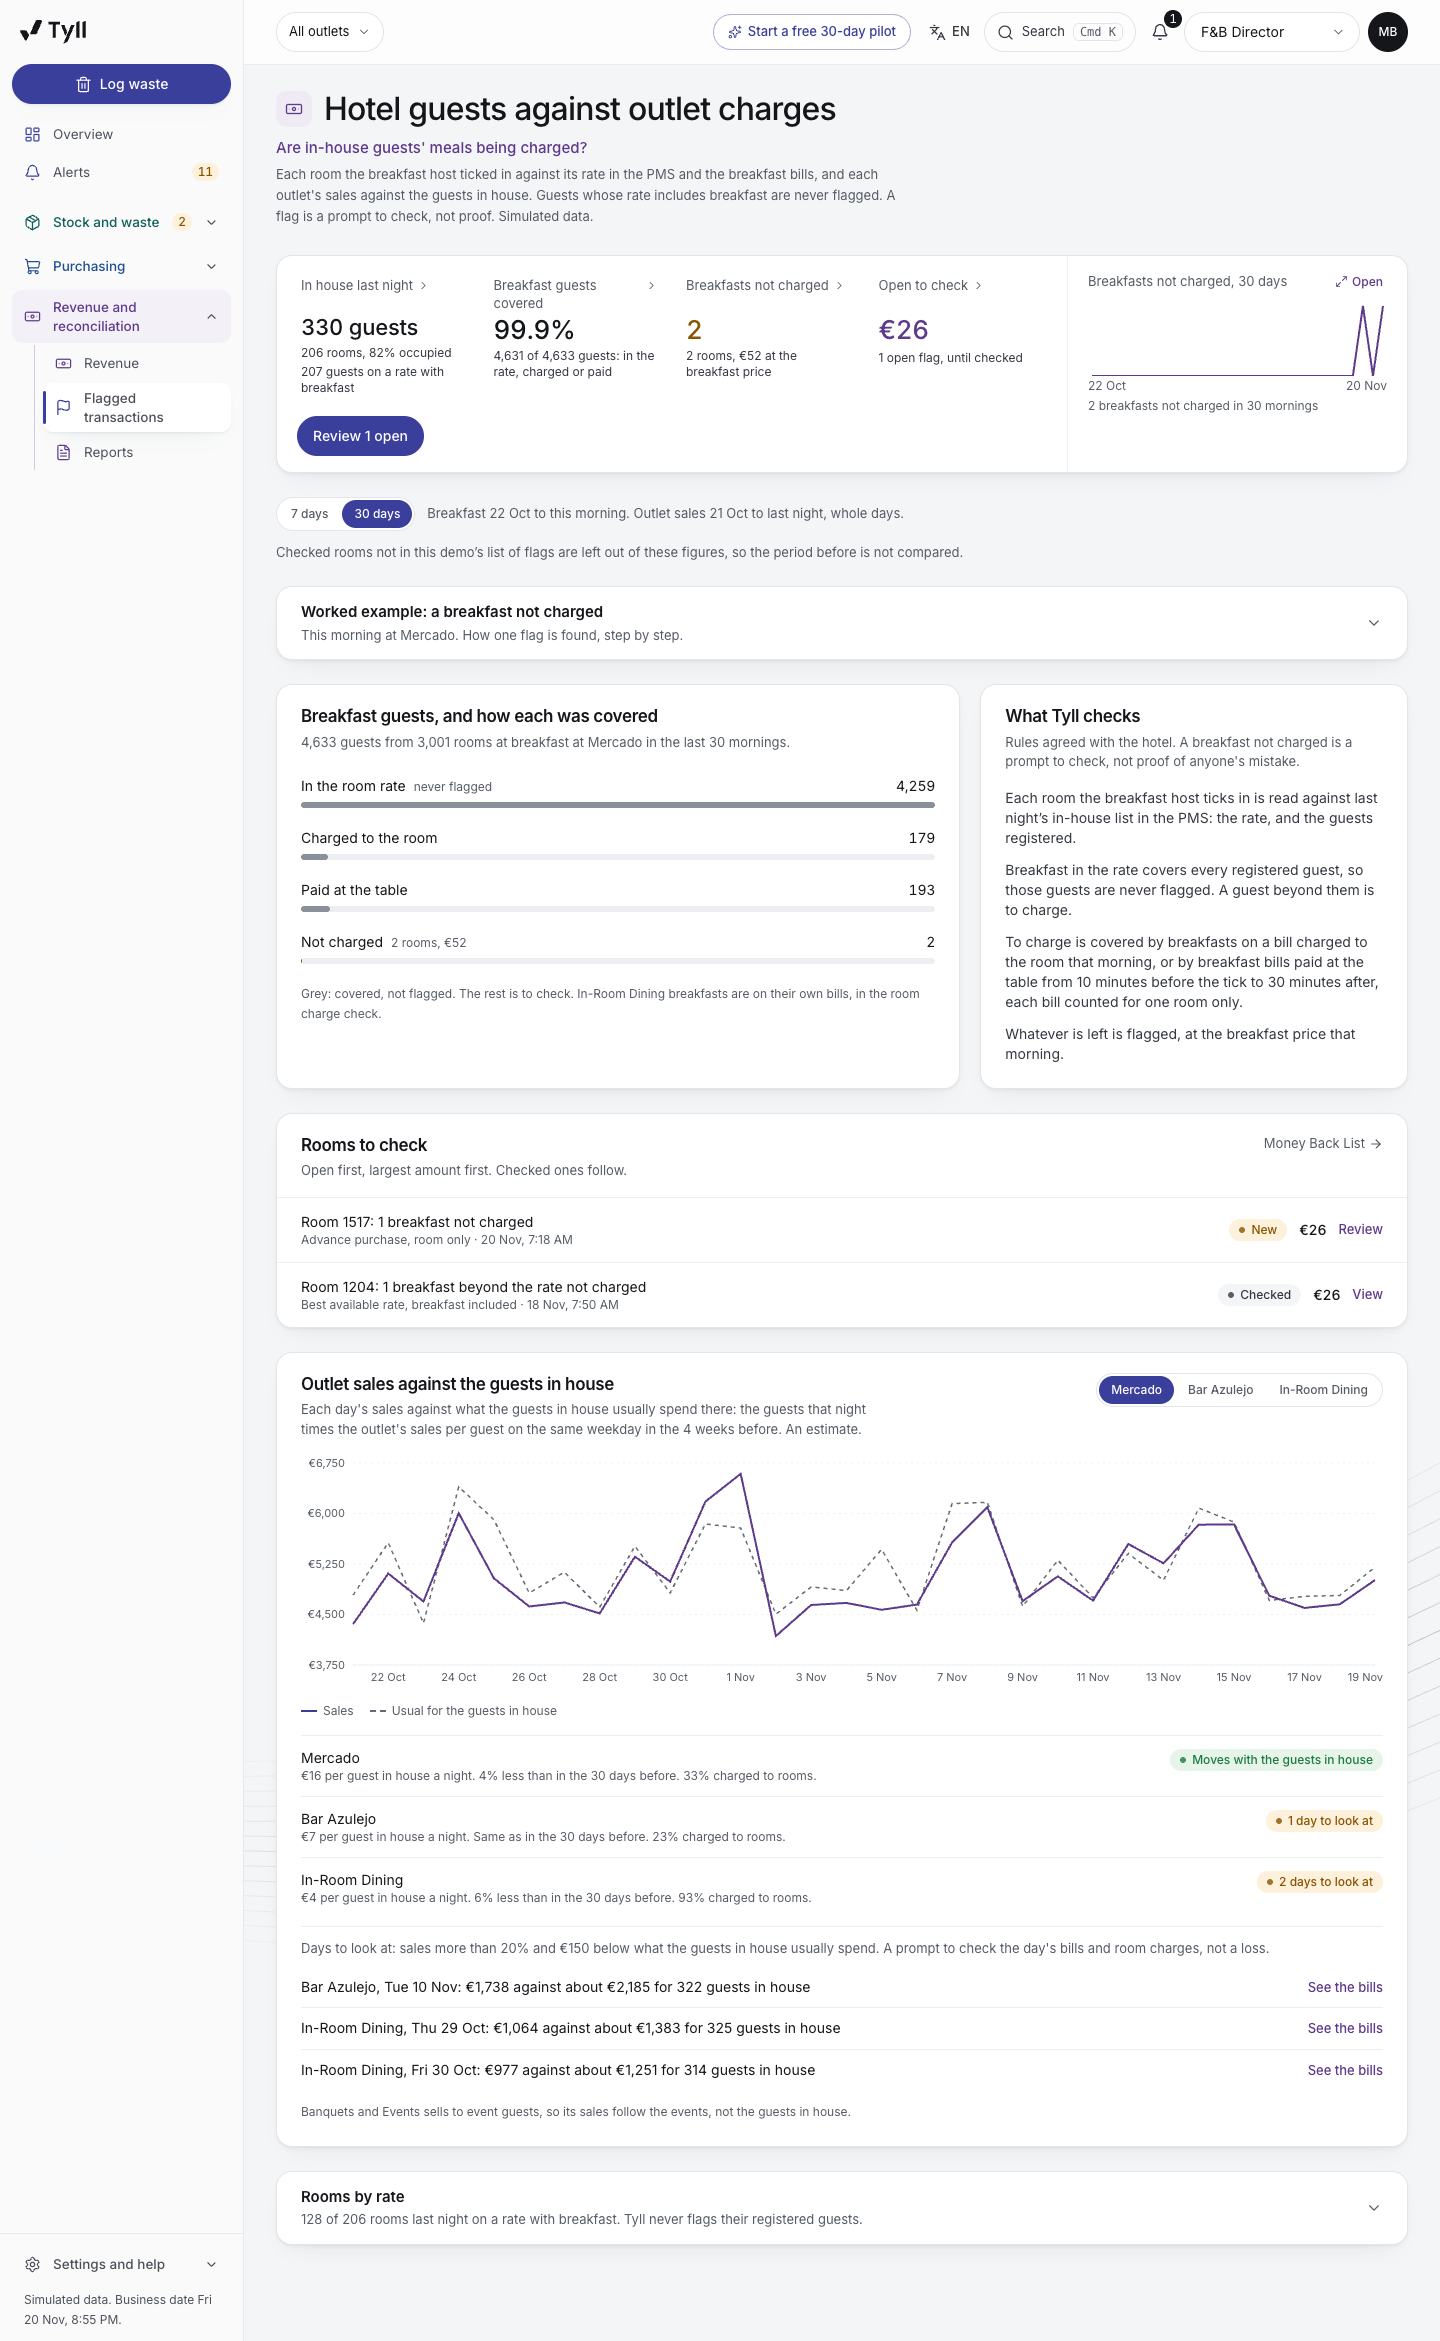 Tyll
All outlets
Start a free 30-day pilot
EN
Search
Cmd K
1
F&B Director
MB
Log waste
Overview
Alerts
11
Stock and waste
2
Purchasing
Revenue and
reconciliation
Revenue
Flagged
transactions
Reports
Hotel guests against outlet charges
Are in-house guests' meals being charged?
Each room the breakfast host ticked in against its rate in the PMS and the breakfast bills, and each
outlet's sales against the guests in house. Guests whose rate includes breakfast are never flagged. A
flag is a prompt to check, not proof. Simulated data.
In house last night
330 guests
206 rooms, 82% occupied
207 guests on a rate with
breakfast
Breakfast guests
covered
99.9%
4,631 of 4,633 guests: in the
rate, charged or paid
Breakfasts not charged
2
2 rooms, €52 at the
breakfast price
Open to check
€26
1 open flag, until checked
Review 1 open
Breakfasts not charged, 30 days
Open
22 Oct
20 Nov
2 breakfasts not charged in 30 mornings
7 days
30 days
Breakfast 22 Oct to this morning. Outlet sales 21 Oct to last night, whole days.
Checked rooms not in this demo’s list of flags are left out of these figures, so the period before is not compared.
Worked example: a breakfast not charged
This morning at Mercado. How one flag is found, step by step.
Breakfast guests, and how each was covered
4,633 guests from 3,001 rooms at breakfast at Mercado in the last 30 mornings.
In the room rate never flagged
4,259
Charged to the room
179
Paid at the table
193
Not charged 2 rooms, €52
2
Grey: covered, not flagged. The rest is to check. In-Room Dining breakfasts are on their own bills, in the room
charge check.
What Tyll checks
Rules agreed with the hotel. A breakfast not charged is a
prompt to check, not proof of anyone's mistake.
Each room the breakfast host ticks in is read against last
night’s in-house list in the PMS: the rate, and the guests
registered.
Breakfast in the rate covers every registered guest, so
those guests are never flagged. A guest beyond them is
to charge.
To charge is covered by breakfasts on a bill charged to
the room that morning, or by breakfast bills paid at the
table from 10 minutes before the tick to 30 minutes after,
each bill counted for one room only.
Whatever is left is flagged, at the breakfast price that
morning.
Rooms to check
Open first, largest amount first. Checked ones follow.
Money Back List
Room 1517: 1 breakfast not charged
Advance purchase, room only · 20 Nov, 7:18 AM
New
€26
Review
Room 1204: 1 breakfast beyond the rate not charged
Best available rate, breakfast included · 18 Nov, 7:50 AM
Checked
€26
View
Outlet sales against the guests in house
Each day's sales against what the guests in house usually spend there: the guests that night
times the outlet's sales per guest on the same weekday in the 4 weeks before. An estimate.
Mercado
Bar Azulejo
In-Room Dining
€6,750
€6,000
€5,250
€4,500
€3,750
22 Oct
24 Oct
26 Oct
28 Oct
30 Oct
1 Nov
3 Nov
5 Nov
7 Nov
9 Nov
11 Nov
13 Nov
15 Nov
17 Nov
19 Nov
Sales
Usual for the guests in house
Mercado
€16 per guest in house a night. 4% less than in the 30 days before. 33% charged to rooms.
Moves with the guests in house
Bar Azulejo
€7 per guest in house a night. Same as in the 30 days before. 23% charged to rooms.
1 day to look at
In-Room Dining
€4 per guest in house a night. 6% less than in the 30 days before. 93% charged to rooms.
2 days to look at
Days to look at: sales more than 20% and €150 below what the guests in house usually spend. A prompt to check the day's bills and room charges, not a loss.
Bar Azulejo, Tue 10 Nov: €1,738 against about €2,185 for 322 guests in house
See the bills
In-Room Dining, Thu 29 Oct: €1,064 against about €1,383 for 325 guests in house
See the bills
In-Room Dining, Fri 30 Oct: €977 against about €1,251 for 314 guests in house
See the bills
Banquets and Events sells to event guests, so its sales follow the events, not the guests in house.
Rooms by rate
128 of 206 rooms last night on a rate with breakfast. Tyll never flags their registered guests.
Settings and help
Simulated data. Business date Fri
20 Nov, 8:55 PM.